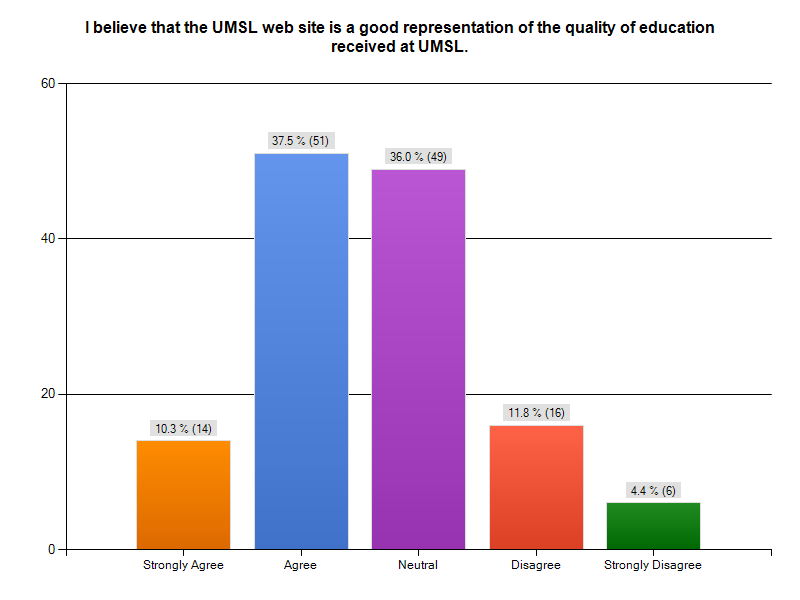 I believe that the UMSL web site is a good representation of the quality of education
received at UMSL.
60
37.5 % (51)
36.0 % (49)
40
20
11.8 % (16)
10.3 % (14)
4.4 % (6)
0
Strongly Agree
Agree
Neutral
Disagree
Strongly Disagree